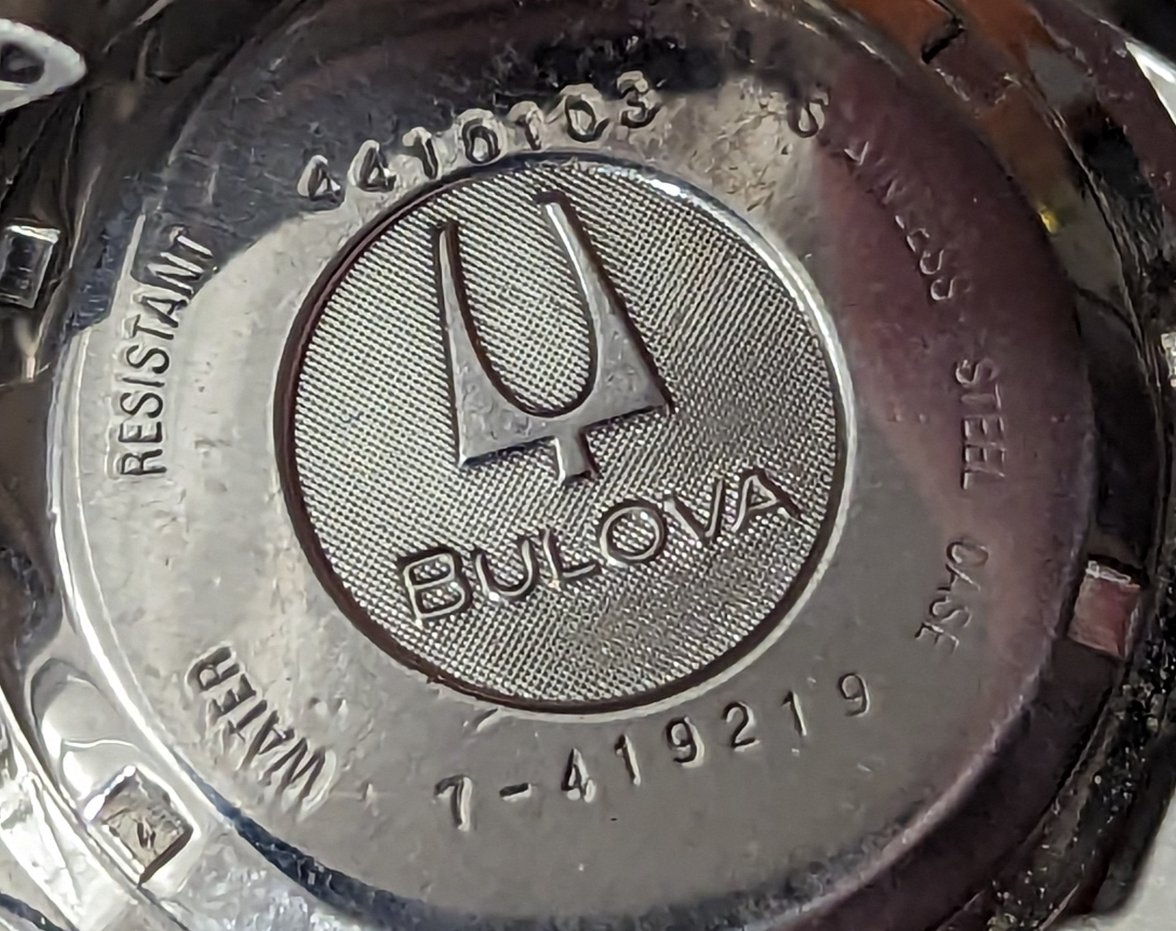 4410103
STAINLESS STEEL CASE
7-419219
WATER RESISTANT
BULOVA